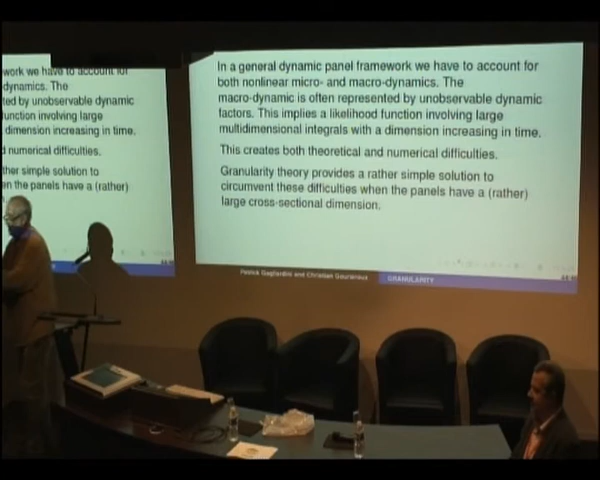 work we have to account for
dynamics. The
ted by unobservable dynamic
function involving large
dimension increasing in time.
d numerical difficulties.
ther simple solution to
en the panels have a (rather)
In a general dynamic panel framework we have to account for
both nonlinear micro- and macro-dynamics. The
macro-dynamic is often represented by unobservable dynamic
factors. This implies a likelihood function involving large
multidimensional integrals with a dimension increasing in time.
This creates both theoretical and numerical difficulties.
Granularity theory provides a rather simple solution to
circumvent these difficulties when the panels have a (rather)
large cross-sectional dimension.
Patrick Gagliardini and Christian Gourieroux
GRANULARITY